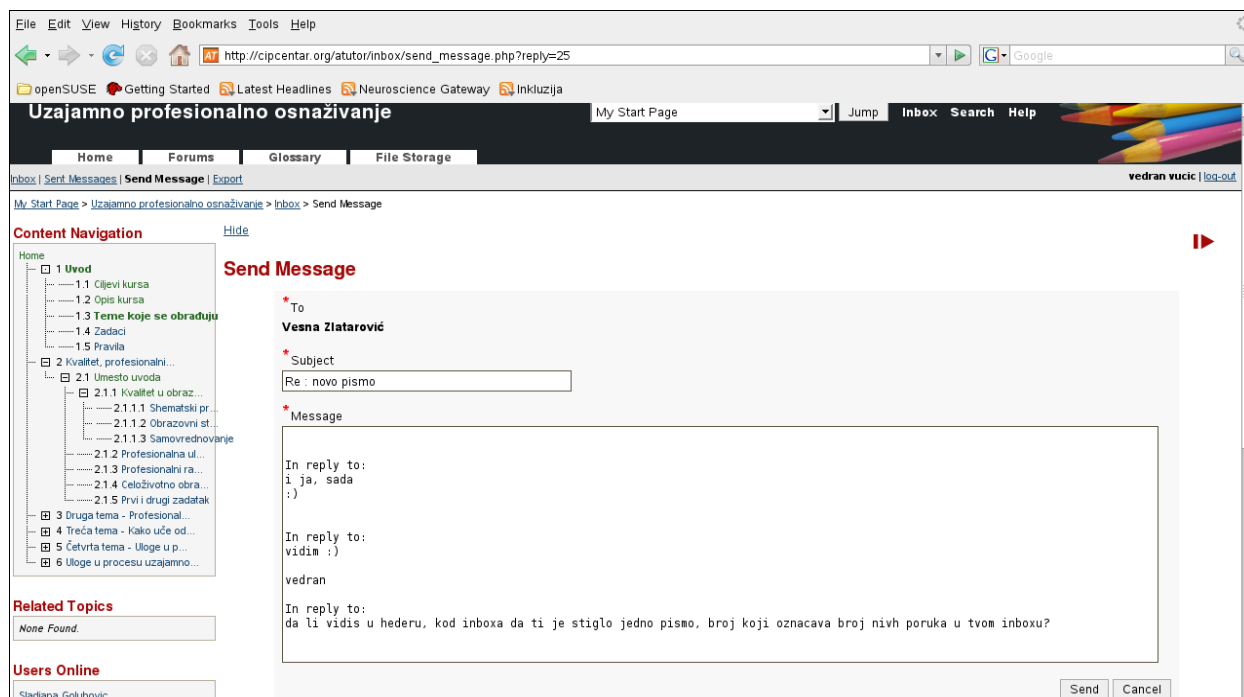 File Edit View History Bookmarks Tools Help
http://cipcentar.org/atutor/inbox/send_message.php?reply=25
G Google
openSUSE Getting Started Latest Headlines Neuroscience Gateway Inkluzija
Uzajamno profesionalno osnaživanje
My Start Page Jump Inbox Search Help
Home Forums Glossary File Storage
Inbox | Sent Messages | Send Message | Export
vedran vucic | log-out
My Start Page > Uzajamno profesionalno osnaživanje > Inbox > Send Message
Content Navigation
Home
1 Uvod
1.1 Ciljevi kursa
1.2 Opis kursa
1.3 Teme koje se obrađuju
1.4 Zadaci
1.5 Pravila
2 Kvalitet, profesionalni...
2.1 Umesto uvoda
2.1.1 Kvalitet u obraz...
2.1.1.1 Shematski pr...
2.1.1.2 Obrazovni st...
2.1.1.3 Samovrednovanje
2.1.2 Profesionalna ul...
2.1.3 Profesionalni ra...
2.1.4 Celoživotno obra...
2.1.5 Prvi i drugi zadatak
3 Druga tema - Profesional...
4 Treća tema - Kako uče od...
5 Četvrta tema - Uloge u p...
6 Uloge u procesu uzajamno...
Related Topics
None Found.
Users Online
Sladjana Golubovic
Hide
Send Message
*To
Vesna Zlatarović
*Subject
Re : novo pismo
*Message
In reply to:
i ja, sada
:)
In reply to:
vidim :)
vedran
In reply to:
da li vidis u hederu, kod inboxa da ti je stiglo jedno pismo, broj koji oznacava broj nivh poruka u tvom inboxu?
Send Cancel